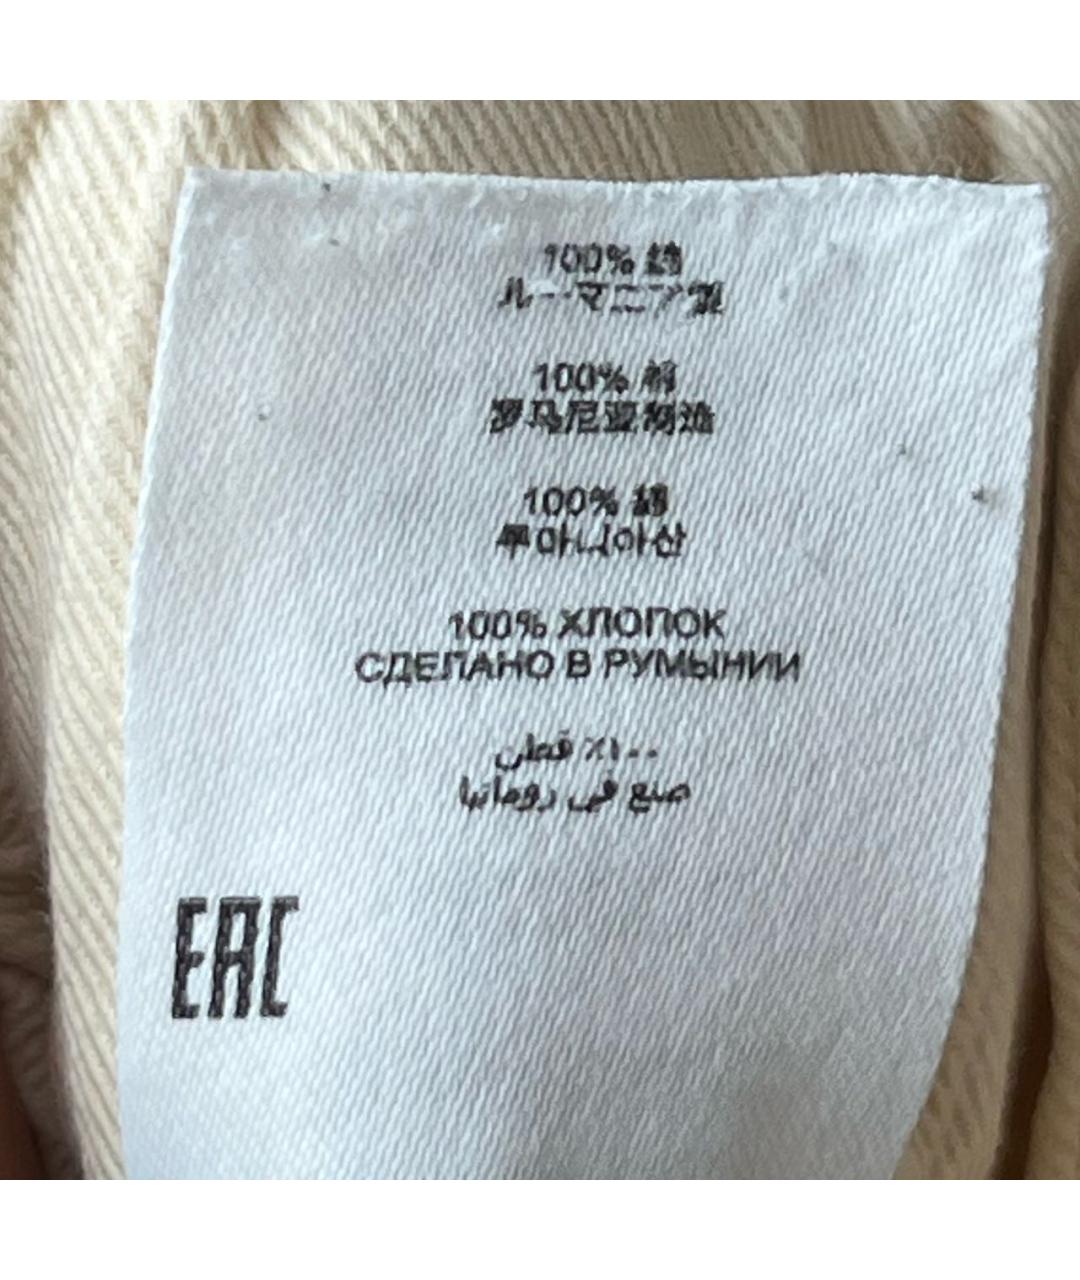 100% 綿
ルーマニア製
100% 棉
罗马尼亚制造
100% 綿
루마니아산
100% ХЛОПОК
СДЕЛАНО В РУМЫНИИ
١٠٠٪ قطن
صنع في رومانيا
EAC